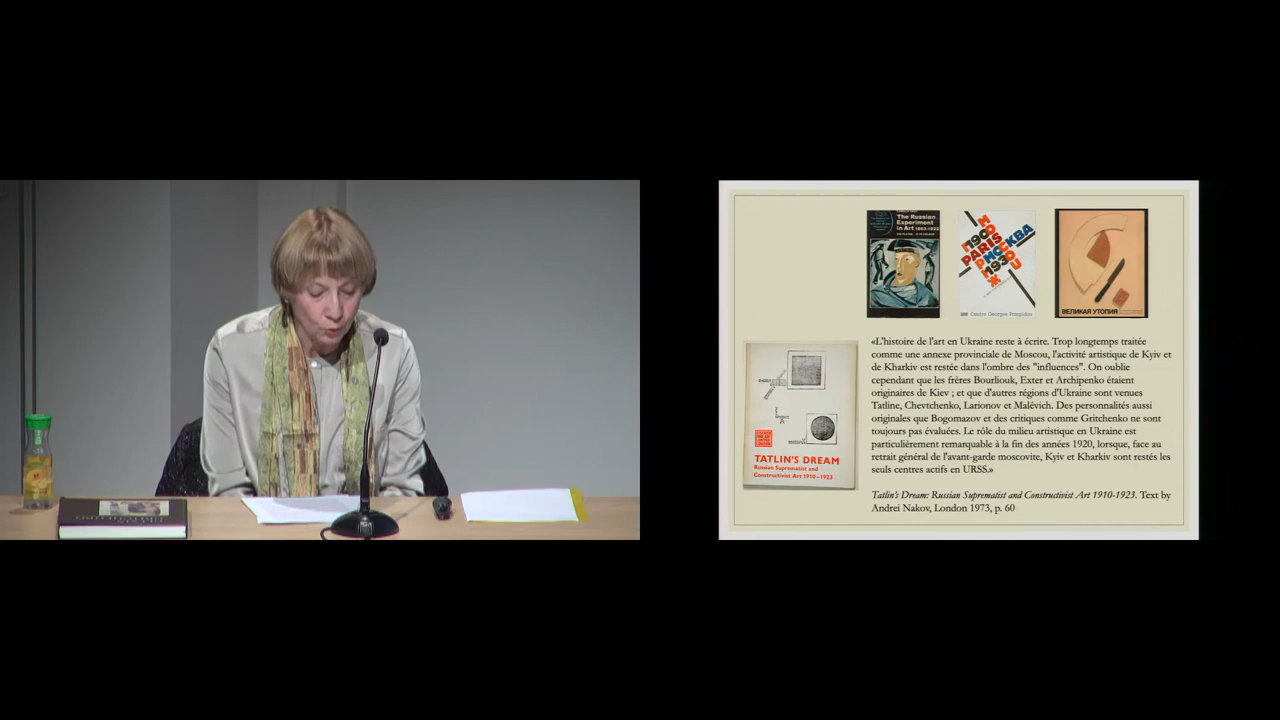 The Russian
Experiment
in Art 1863-1922
1900
PARIS
МОСКВА
1930
Centre Georges Pompidou
ВЕЛИКАЯ УТОПИЯ
«L'histoire de l'art en Ukraine reste à écrire. Trop longtemps traitée
comme une annexe provinciale de Moscou, l'activité artistique de Kyiv et
de Kharkiv est restée dans l'ombre des "influences". On oublie
cependant que les frères Bourliouk, Exter et Archipenko étaient
originaires de Kiev ; et que d'autres régions d'Ukraine sont venues
Tatline, Chevtchenko, Larionov et Malévich. Des personnalités aussi
originales que Bogomazov et des critiques comme Gritchenko ne sont
toujours pas évaluées. Le rôle du milieu artistique en Ukraine est
particulièrement remarquable à la fin des années 1920, lorsque, face au
retrait général de l'avant-garde moscovite, Kyiv et Kharkiv sont restés les
seuls centres actifs en URSS.»
TATLIN'S DREAM
Russian Suprematist and
Constructivist Art 1910-1923
Tatlin's Dream: Russian Suprematist and Constructivist Art 1910-1923. Text by
Andrei Nakov, London 1973, p. 60